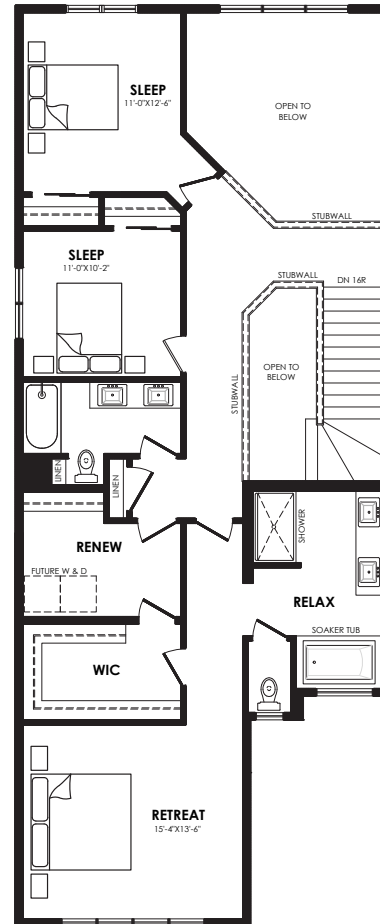 SLEEP
11'-0"X12'-6"
OPEN TO
BELOW
STUBWALL
SLEEP
11'-0"X10'-2"
STUBWALL
DN 16R
STUBWALL
OPEN TO
BELOW
LINEN
LINEN
SHOWER
RENEW
FUTURE W & D
RELAX
SOAKER TUB
WIC
RETREAT
15'-4"X13'-6"